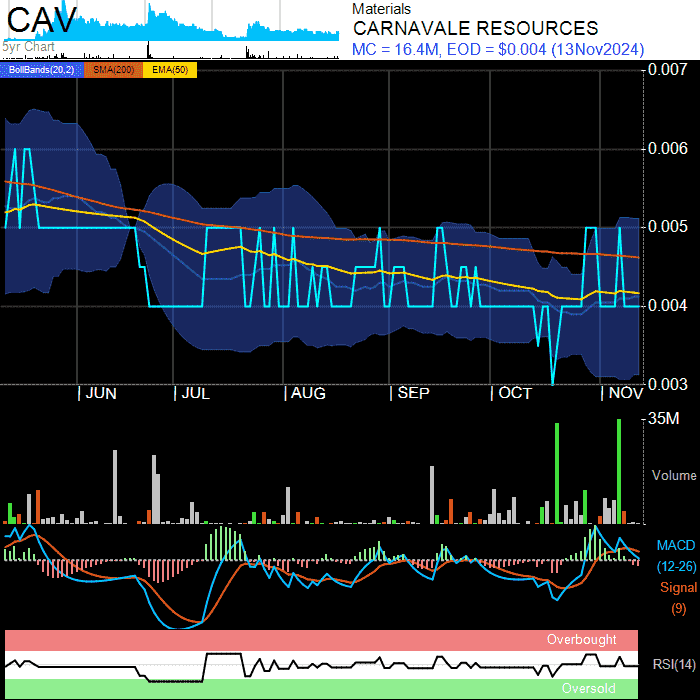 CAV
5yr Chart
Materials
CARNAVALE RESOURCES
MC = 16.4M, EOD = $0.004 (13Nov2024)
BollBands(20,2) SMA(200) EMA(50)
0.007
0.006
0.005
0.004
0.003
| JUN | JUL | AUG | SEP | OCT | NOV
35M
Volume
MACD
(12-26)
Signal
(9)
Overbought
RSI(14)
Oversold